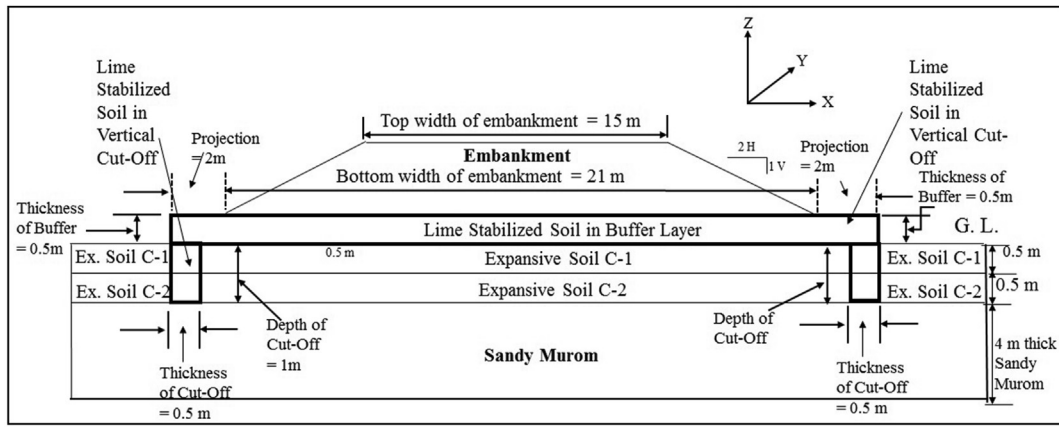 Lime
Stabilized
Soil in
Vertical
Cut-Off
Projection
= 2m
Top width of embankment = 15 m
Embankment
Bottom width of embankment = 21 m
Z
Y
X
2 H
1 V
Projection
= 2m
Lime
Stabilized
Soil in
Vertical Cut-
Off
Thickness of
Buffer = 0.5m
Thickness
of Buffer
= 0.5m
Lime Stabilized Soil in Buffer Layer
G. L.
Ex. Soil C-1
0.5 m
Expansive Soil C-1
Ex. Soil C-1
0.5 m
Ex. Soil C-2
Expansive Soil C-2
Ex. Soil C-2
0.5 m
Depth of
Cut-Off
= 1m
Depth of
Cut-Off
Sandy Murom
4 m thick
Sandy
Murom
Thickness
of Cut-Off
= 0.5 m
Thickness
of Cut-Off
= 0.5 m